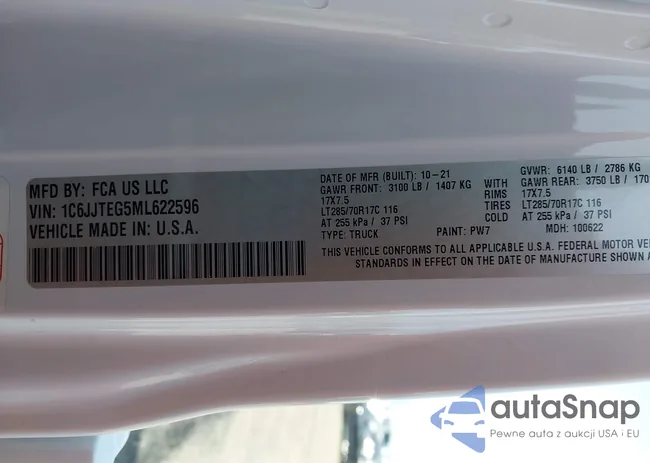 MFD BY: FCA US LLC
VIN: 1C6JJTEG5ML622596
VEHICLE MADE IN: U.S.A.
DATE OF MFR (BUILT): 10-21
GAWR FRONT: 3100 LB / 1407 KG
17X7.5
LT285/70R17C 116
AT 255 kPa / 37 PSI
TYPE: TRUCK
PAINT: PW7
WITH
RIMS
TIRES
GVWR: 6140 LB / 2786 KG
GAWR REAR: 3750 LB / 170
17X7.5
LT285/70R17C 116
AT 255 kPa / 37 PSI
MDH: 100622
THIS VEHICLE CONFORMS TO ALL APPLICABLE U.S.A. FEDERAL MOTOR VE
STANDARDS IN EFFECT ON THE DATE OF MANUFACTURE SHOWN A
autaSnap
Pewne auta z aukcji USA i EU